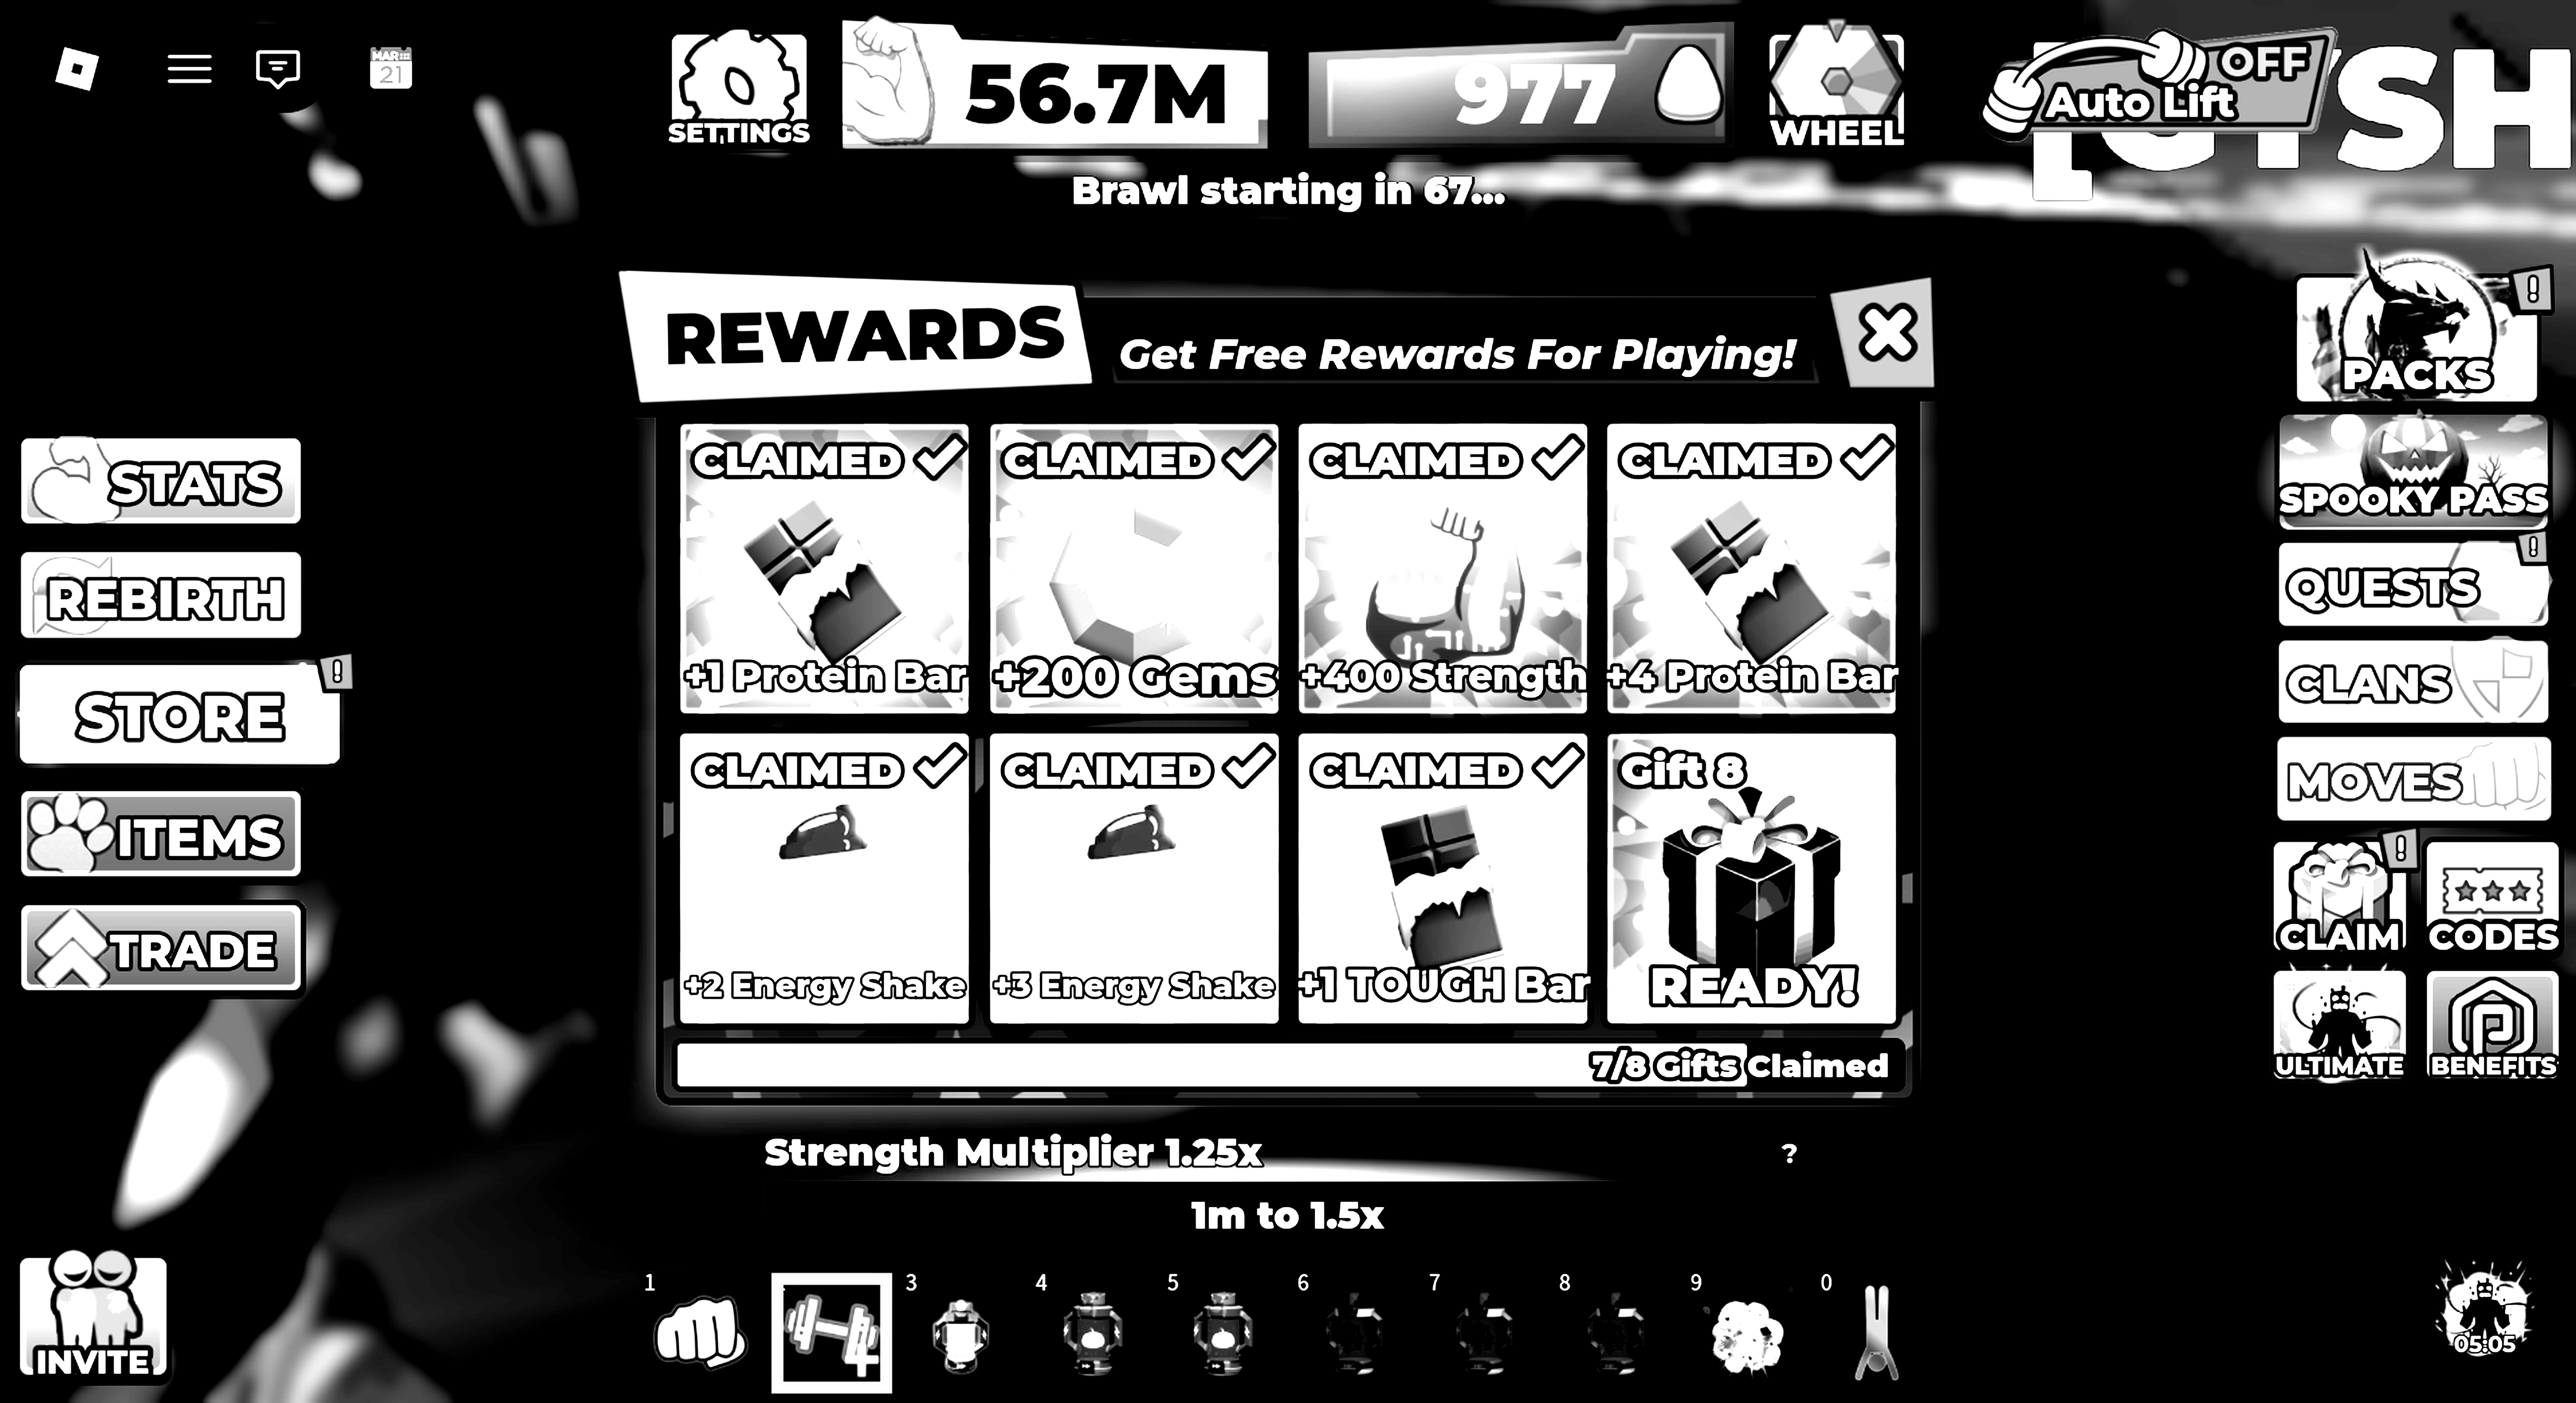 MAR
21
SETTINGS
56.7M
977
WHEEL
OFF
Auto Lift
SH
Brawl starting in 67...
REWARDS
Get Free Rewards For Playing!
CLAIMED
+1 Protein Bar
CLAIMED
+200 Gems
CLAIMED
+400 Strength
CLAIMED
+4 Protein Bar
CLAIMED
+2 Energy Shake
CLAIMED
+3 Energy Shake
CLAIMED
+1 TOUGH Bar
Gift 8
READY!
7/8 Gifts Claimed
STATS
REBIRTH
!
STORE
ITEMS
TRADE
INVITE
!
PACKS
SPOOKY PASS
!
QUESTS
CLANS
MOVES
!
CLAIM
CODES
ULTIMATE
BENEFITS
Strength Multiplier 1.25x
?
1m to 1.5x
1
3
4
5
6
7
8
9
0
05:05